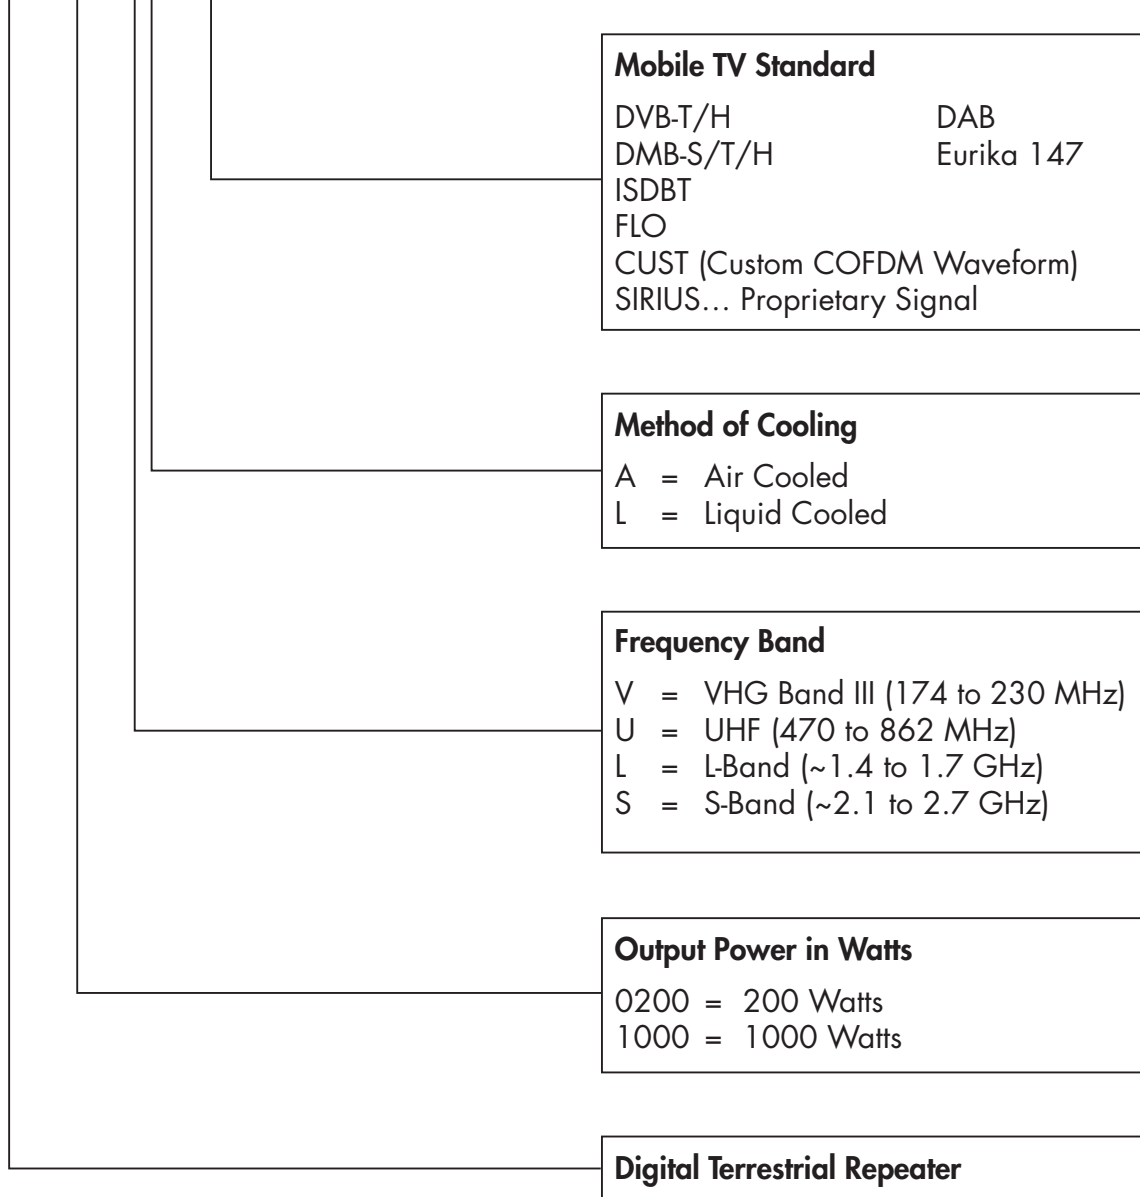 Mobile TV Standard
DVB-T/H DAB
DMB-S/T/H Eurika 147
ISDBT
FLO
CUST (Custom COFDM Waveform)
SIRIUS... Proprietary Signal
Method of Cooling
A = Air Cooled
L = Liquid Cooled
Frequency Band
V = VHG Band III (174 to 230 MHz)
U = UHF (470 to 862 MHz)
L = L-Band (~1.4 to 1.7 GHz)
S = S-Band (~2.1 to 2.7 GHz)
Output Power in Watts
0200 = 200 Watts
1000 = 1000 Watts
Digital Terrestrial Repeater